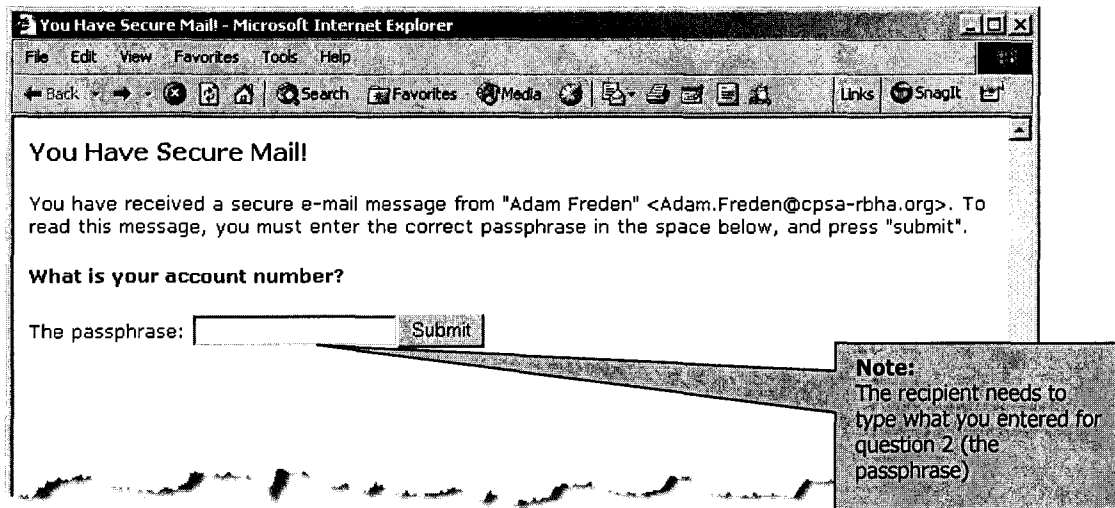 You Have Secure Mail! - Microsoft Internet Explorer
File Edit View Favorites Tools Help
Back Search Favorites Media Links SnagIt
You Have Secure Mail!
You have received a secure e-mail message from "Adam Freden" <Adam.Freden@cpsa-rbha.org>. To
read this message, you must enter the correct passphrase in the space below, and press "submit".
What is your account number?
The passphrase: Submit
Note:
The recipient needs to
type what you entered for
question 2 (the
passphrase)